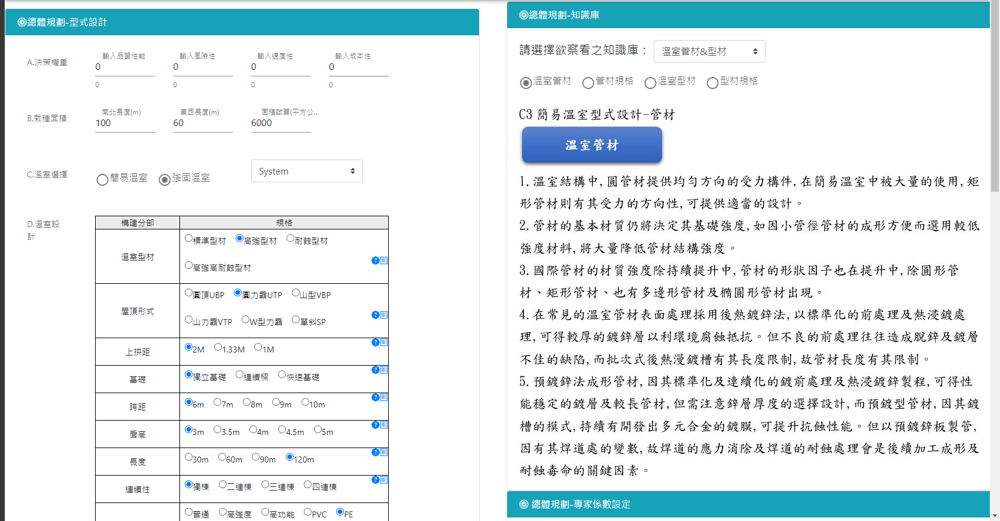 總體規劃-型式設計
A.決策權重
輸入品質性能
輸入風險性
輸入速度性
輸入成本性
0
0
0
0
0
0
0
0
B.栽種面積
南北長度(m)
東西長度(m)
面積試算(平方公...
100
60
6000
C.溫室選擇
簡易溫室
強固溫室
System
D.溫室設
計
構建分部
規格
溫室型材
標準型材 高強型材 耐蝕型材
高強高耐蝕型材
屋頂形式
圓頂UBP 圓力霸UTP 山型VBP
山力霸VTP W型力霸 單斜SP
上拱距
2M 1.33M 1M
基礎
獨立基礎 連續樑 快速基礎
跨距
6m 7m 8m 9m 10m
肩高
3m 3.5m 4m 4.5m 5m
長度
30m 60m 90m 120m
連續性
獨棟 二連棟 三連棟 四連棟
普通 高強度 高功能 PVC PE
總體規劃-知識庫
請選擇欲察看之知識庫：
溫室管材&型材
溫室管材 管材規格 溫室型材 型材規格
C3 簡易溫室型式設計-管材
溫室管材
1. 溫室結構中, 圓管材提供均勻方向的受力構件, 在簡易溫室中被大量的使用, 矩
形管材則有其受力的方向性, 可提供適當的設計。
2. 管材的基本材質仍將決定其基礎強度, 如因小管徑管材的成形方便而選用較低
強度材料, 將大量降低管材結構強度。
3. 國際管材的材質強度除持續提升中, 管材的形狀因子也在提升中, 除圓形管
材、矩形管材、也有多邊形管材及橢圓形管材出現。
4. 在常見的溫室管材表面處理採用後熱鍍鋅法, 以標準化的前處理及熱浸鍍處
理, 可得較厚的鍍鋅層以利環境腐蝕抵抗。但不良的前處理往往造成脫鋅及鍍層
不佳的缺陷, 而批次式後熱漫鍍槽有其長度限制, 故管材長度有其限制。
5. 預鍍鋅法成形管材, 因其標準化及連續化的鍍前處理及熱浸鍍鋅製程, 可得性
能穩定的鍍層及較長管材, 但需注意鋅層厚度的選擇設計, 而預鍍型管材, 因其鍍
槽的模式, 持續有開發出多元合金的鍍膜, 可提升抗蝕性能。但以預鍍鋅板製管,
因有其焊道處的變數, 故焊道的應力消除及焊道的耐蝕處理會是後續加工成形及
耐蝕毒命的關鍵因素。
總體規劃-專家係數設定